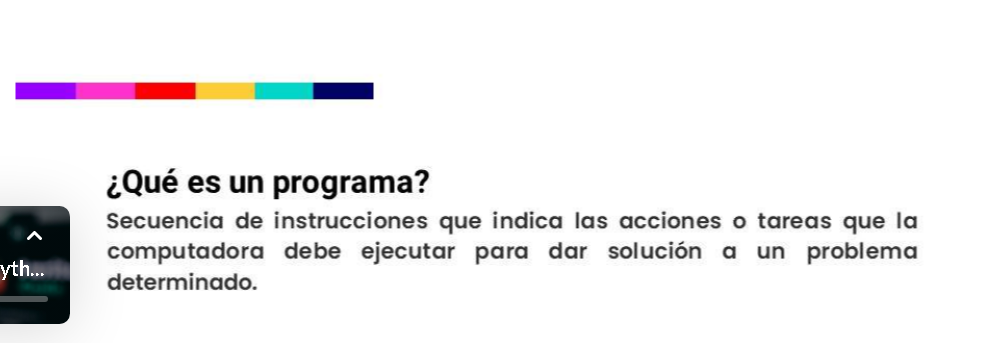 ¿Qué es un programa?
Secuencia de instrucciones que indica las acciones o tareas que la
computadora debe ejecutar para dar solución a un problema
determinado.
yth...